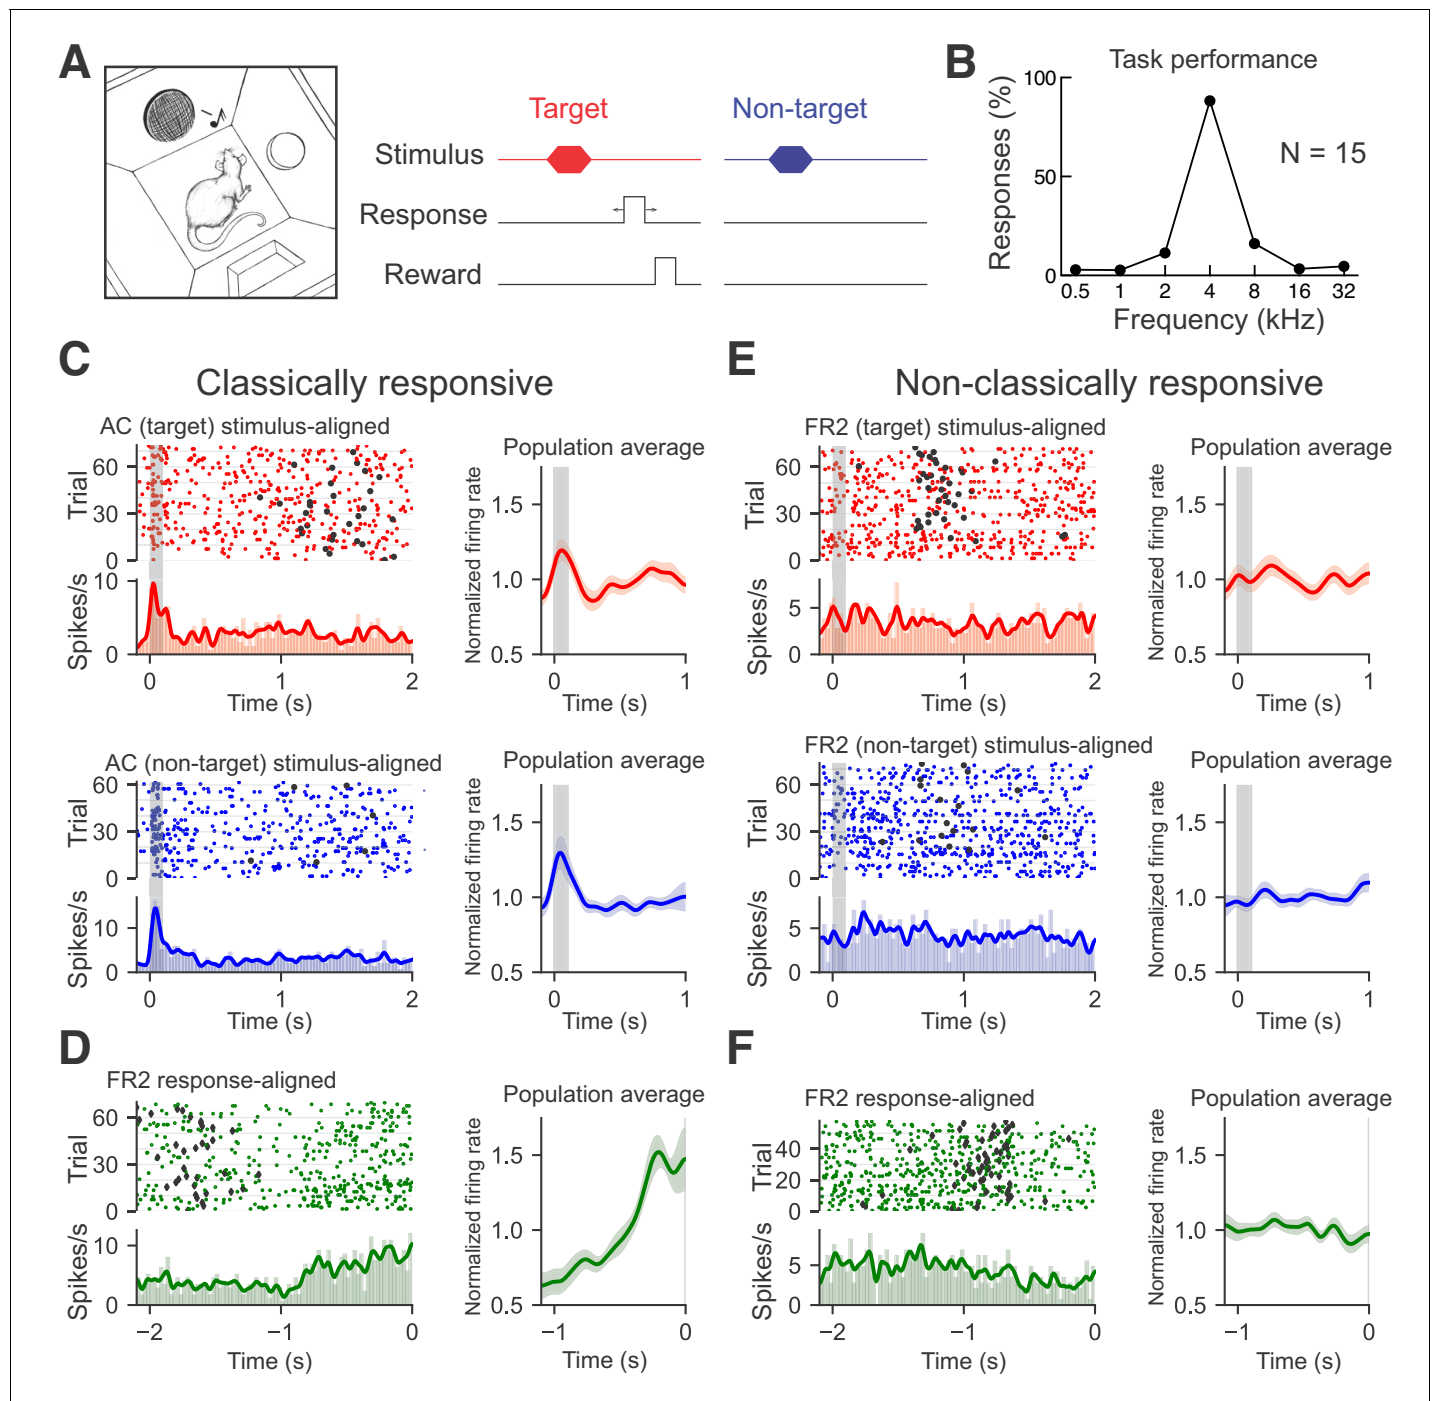 A
Target
Non-target
Stimulus
Response
Reward
B
Task performance
Responses (%)
100
50
0
N = 15
0.5 1 2 4 8 16 32
Frequency (kHz)
C
Classically responsive
AC (target) stimulus-aligned
Trial
60
30
0
Spikes/s
10
0
0 1 2
Time (s)
Population average
Normalized firing rate
1.5
1.0
0.5
0 1
Time (s)
AC (non-target) stimulus-aligned
Trial
60
30
0
Spikes/s
10
0
0 1 2
Time (s)
Population average
Normalized firing rate
1.5
1.0
0.5
0 1
Time (s)
D
FR2 response-aligned
Trial
60
30
0
Spikes/s
10
0
−2 −1 0
Time (s)
Population average
Normalized firing rate
1.5
1.0
0.5
−1 0
Time (s)
E
Non-classically responsive
FR2 (target) stimulus-aligned
Trial
60
30
0
Spikes/s
5
0
0 1 2
Time (s)
Population average
Normalized firing rate
1.5
1.0
0.5
0 1
Time (s)
FR2 (non-target) stimulus-aligned
Trial
60
30
0
Spikes/s
5
0
0 1 2
Time (s)
Population average
Normalized firing rate
1.5
1.0
0.5
0 1
Time (s)
F
FR2 response-aligned
Trial
40
20
0
Spikes/s
5
0
−2 −1 0
Time (s)
Population average
Normalized firing rate
1.5
1.0
0.5
−1 0
Time (s)